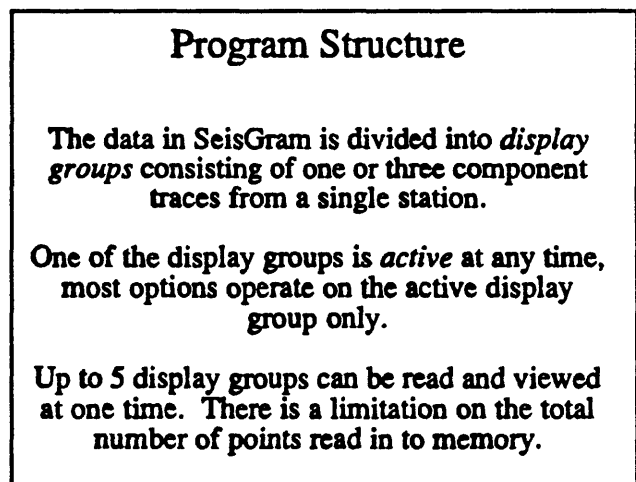 Program Structure
The data in SeisGram is divided into display
groups consisting of one or three component
traces from a single station.
One of the display groups is active at any time,
most options operate on the active display
group only.
Up to 5 display groups can be read and viewed
at one time. There is a limitation on the total
number of points read in to memory.